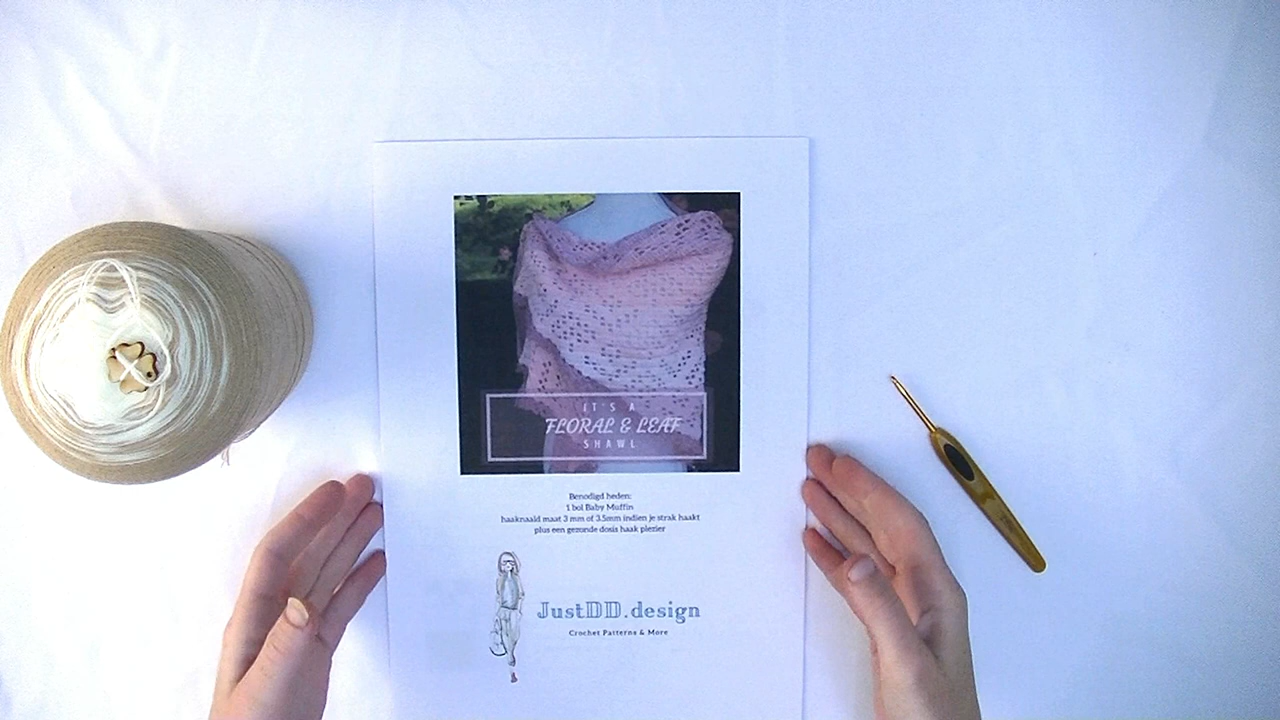 IT'S A
FLORAL & LEAF
SHAWL
Benodigd heden:
1 bol Baby Muffin
haaknaald maat 3 mm of 3.5mm indien je strak haakt
plus een gezonde dosis haak plezier
JustDD.design
Crochet Patterns & More